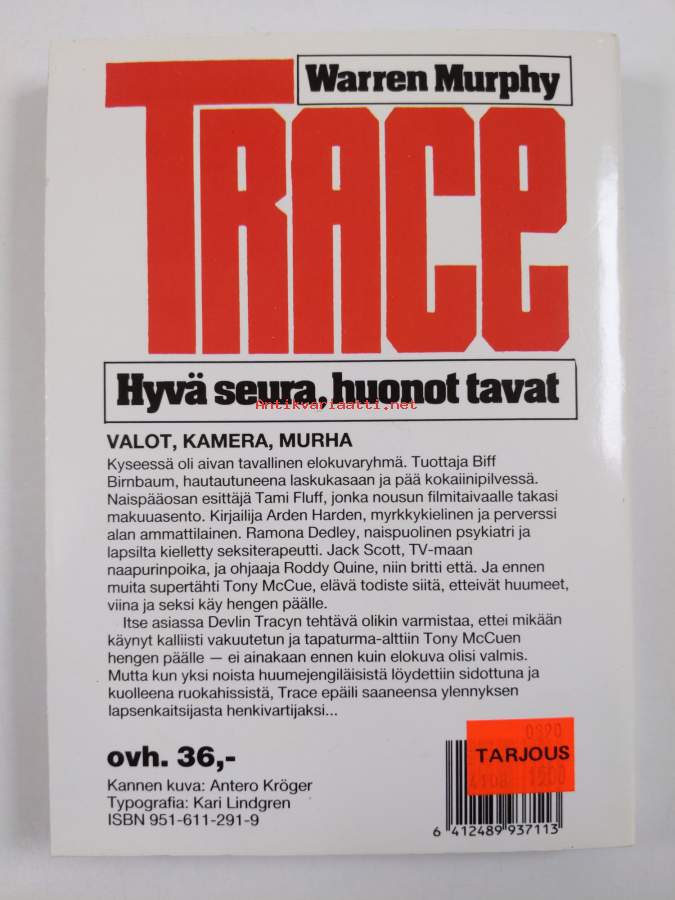 Warren Murphy
TRACE
Hyvä seura, huonot tavat
Antikvariaatti.net
VALOT, KAMERA, MURHA
Kyseessä oli aivan tavallinen elokuvaryhmä. Tuottaja Biff
Birnbaum, hautautuneena laskukasaan ja pää kokaiinipilvessä.
Naispääosan esittäjä Tami Fluff, jonka nousun filmitaivaalle takasi
makuuasento. Kirjailija Arden Harden, myrkkykielinen ja perverssi
alan ammattilainen. Ramona Dedley, naispuolinen psykiatri ja
lapsilta kielletty seksiterapeutti. Jack Scott, TV-maan
naapurinpoika, ja ohjaaja Roddy Quine, niin britti että. Ja ennen
muita supertähti Tony McCue, elävä todiste siitä, etteivät huumeet,
viina ja seksi käy hengen päälle.
Itse asiassa Devlin Tracyn tehtävä olikin varmistaa, ettei mikään
käynyt kalliisti vakuutetun ja tapaturma-alttiin Tony McCuen
hengen päälle — ei ainakaan ennen kuin elokuva olisi valmis.
Mutta kun yksi noista huumejengiläisistä löydettiin sidottuna ja
kuolleena ruokahissistä, Trace epäili saaneensa ylennyksen
lapsenkaitsijasta henkivartijaksi...
ovh. 36,-
Kannen kuva: Antero Kröger
Typografia: Kari Lindgren
ISBN 951-611-291-9
TARJOUS
6 412489 937113